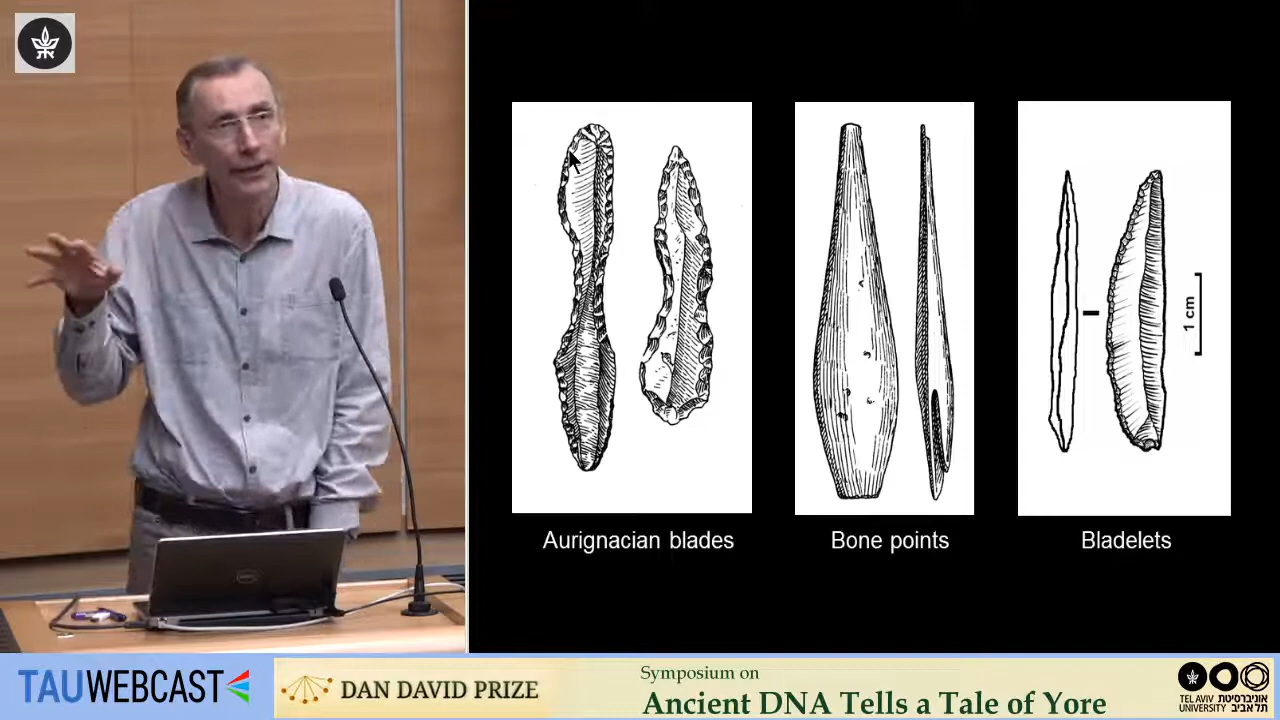 1 cm
Aurignacian blades
Bone points
Bladelets
TAUWEBCAST
DAN DAVID PRIZE
Symposium on
Ancient DNA Tells a Tale of Yore
TEL AVIV אוניברסיטת
UNIVERSITY תל אביב